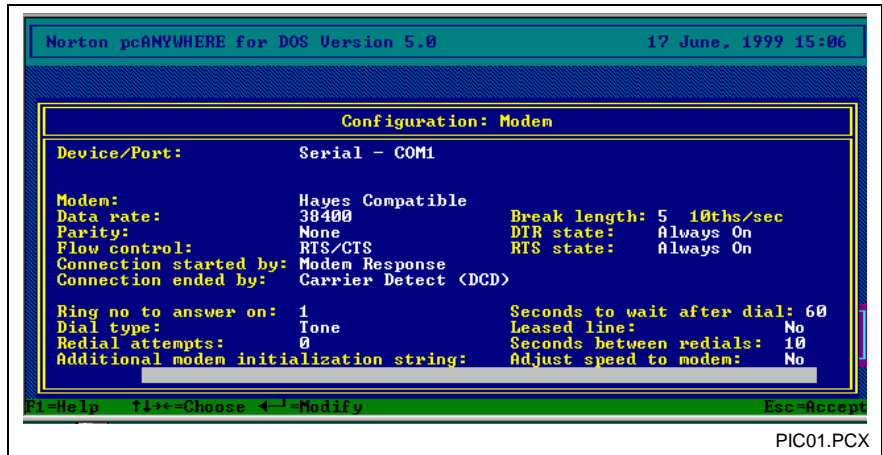 Norton pcANYWHERE for DOS Version 5.0 17 June, 1999 15:06
Configuration: Modem
Device/Port: Serial - COM1
Modem: Hayes Compatible
Data rate: 38400 Break length: 5 10ths/sec
Parity: None DTR state: Always On
Flow control: RTS/CTS RTS state: Always On
Connection started by: Modem Response
Connection ended by: Carrier Detect (DCD)
Ring no to answer on: 1 Seconds to wait after dial: 60
Dial type: Tone Leased line: No
Redial attempts: 0 Seconds between redials: 10
Additional modem initialization string: Adjust speed to modem: No
F1=Help ↑↓→←=Choose ←┘=Modify Esc=Accept
PIC01.PCX